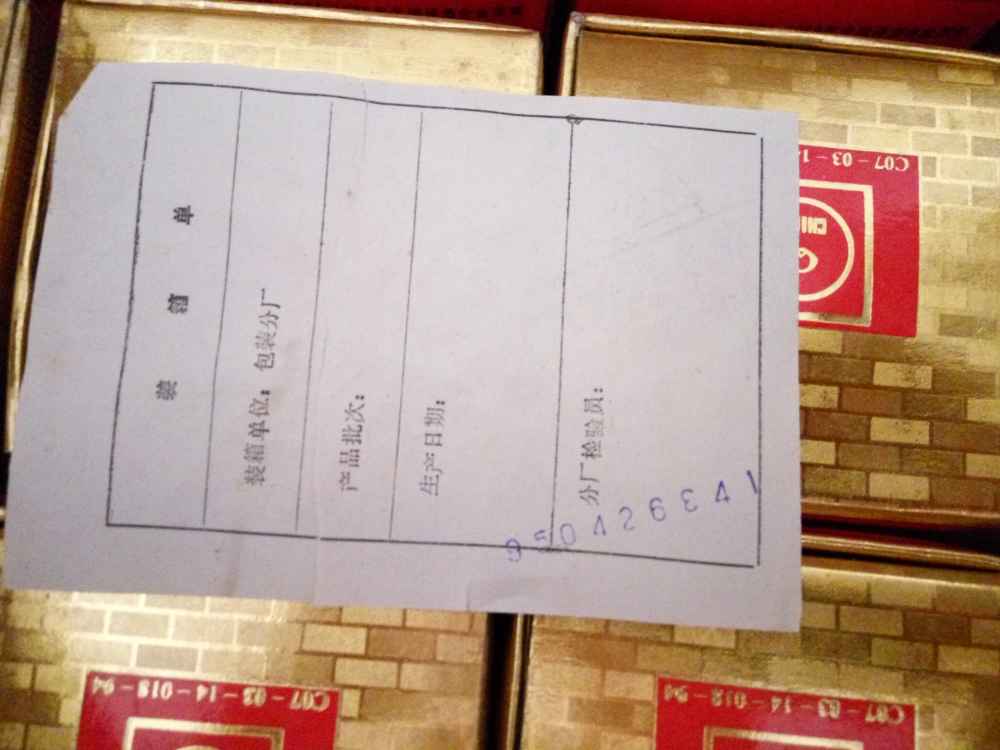 装箱单
装箱单位：包装分厂
产品批次：
生产日期：
分厂检验员：
C07-03-14-018-94
C07-03-14-018-94